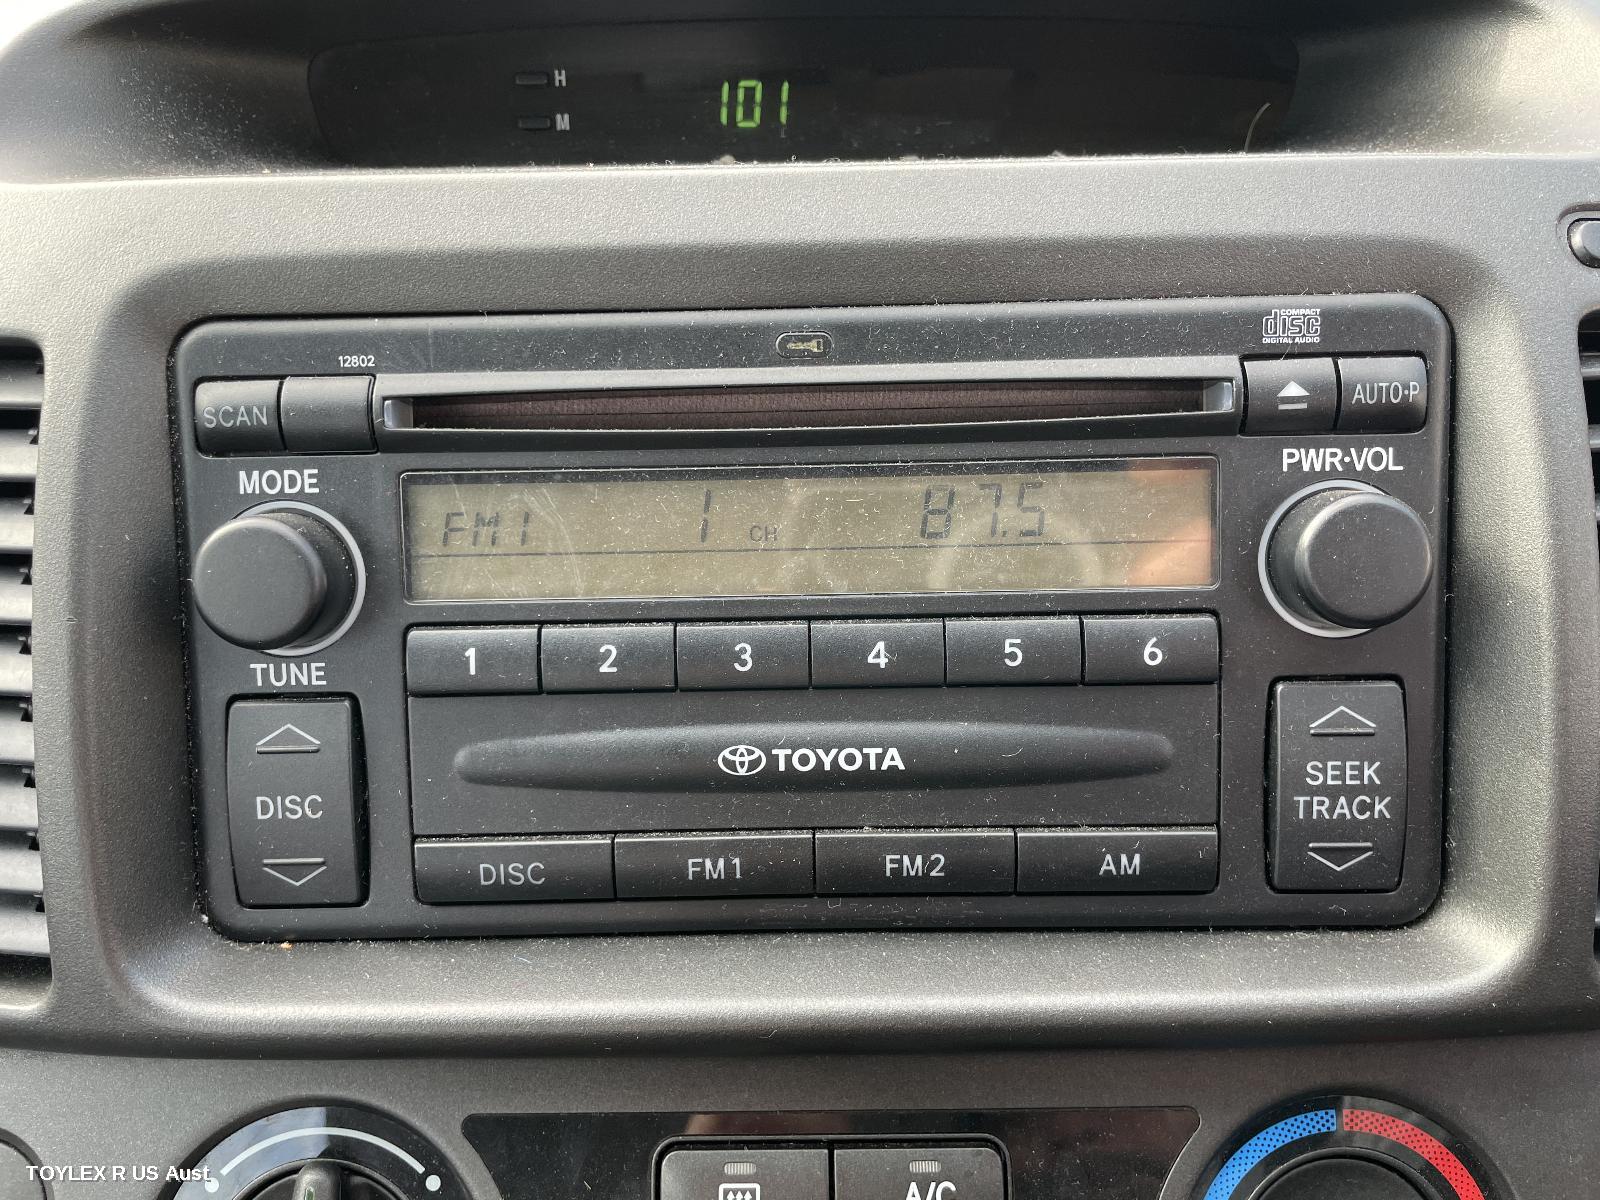 H
101
M
COMPACT
disc
DIGITAL AUDIO
12802
SCAN
AUTO•P
MODE
PWR•VOL
FM1 1 CH 87.5
1 2 3 4 5 6
TUNE
TOYOTA
DISC
SEEK
TRACK
DISC FM1 FM2 AM
A/C
TOYLEX R US Aust